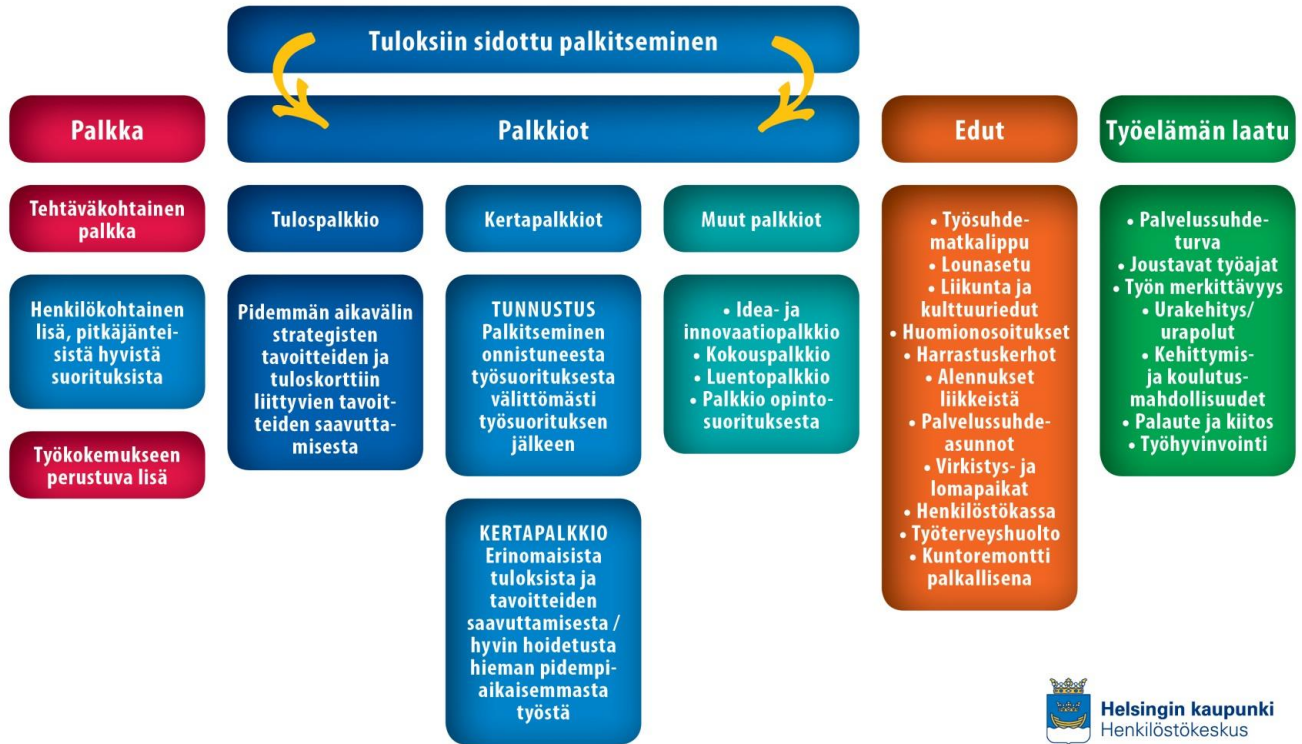 Tuloksiin sidottu palkitseminen
Palkka
Palkkiot
Edut
Työelämän laatu
Tehtäväkohtainen
palkka
Henkilökohtainen
lisä, pitkäjäntei-
sistä hyvistä
suorituksista
Työkokemukseen
perustuva lisä
Tulospalkkio
Pidemmän aikavälin
strategisten
tavoitteiden ja
tuloskorttiin
liittyvien tavoit-
teiden saavutta-
misesta
Kertapalkkiot
TUNNUSTUS
Palkitseminen
onnistuneesta
työsuorituksesta
välittömästi
työsuorituksen
jälkeen
KERTAPALKKIO
Erinomaisista
tuloksista ja
tavoitteiden
saavuttamisesta /
hyvin hoidetusta
hieman pidempi-
aikaisemmasta
työstä
Muut palkkiot
• Idea- ja
innovaatiopalkkio
• Kokouspalkkio
• Luentopalkkio
• Palkkio opinto-
suorituksesta
• Työsuhde-
matkalippu
• Lounasetu
• Liikunta ja
kulttuuriedut
• Huomionosoitukset
• Harrastuskerhot
• Alennukset
liikkeistä
• Palvelussuhde-
asunnot
• Virkistys- ja
lomapaikat
• Henkilöstökassa
• Työterveyshuolto
• Kuntoremontti
palkallisena
• Palvelussuhde-
turva
• Joustavat työajat
• Työn merkittävyys
• Urakehitys/
urapolut
• Kehittymis-
ja koulutus-
mahdollisuudet
• Palaute ja kiitos
• Työhyvinvointi
Helsingin kaupunki
Henkilöstökeskus